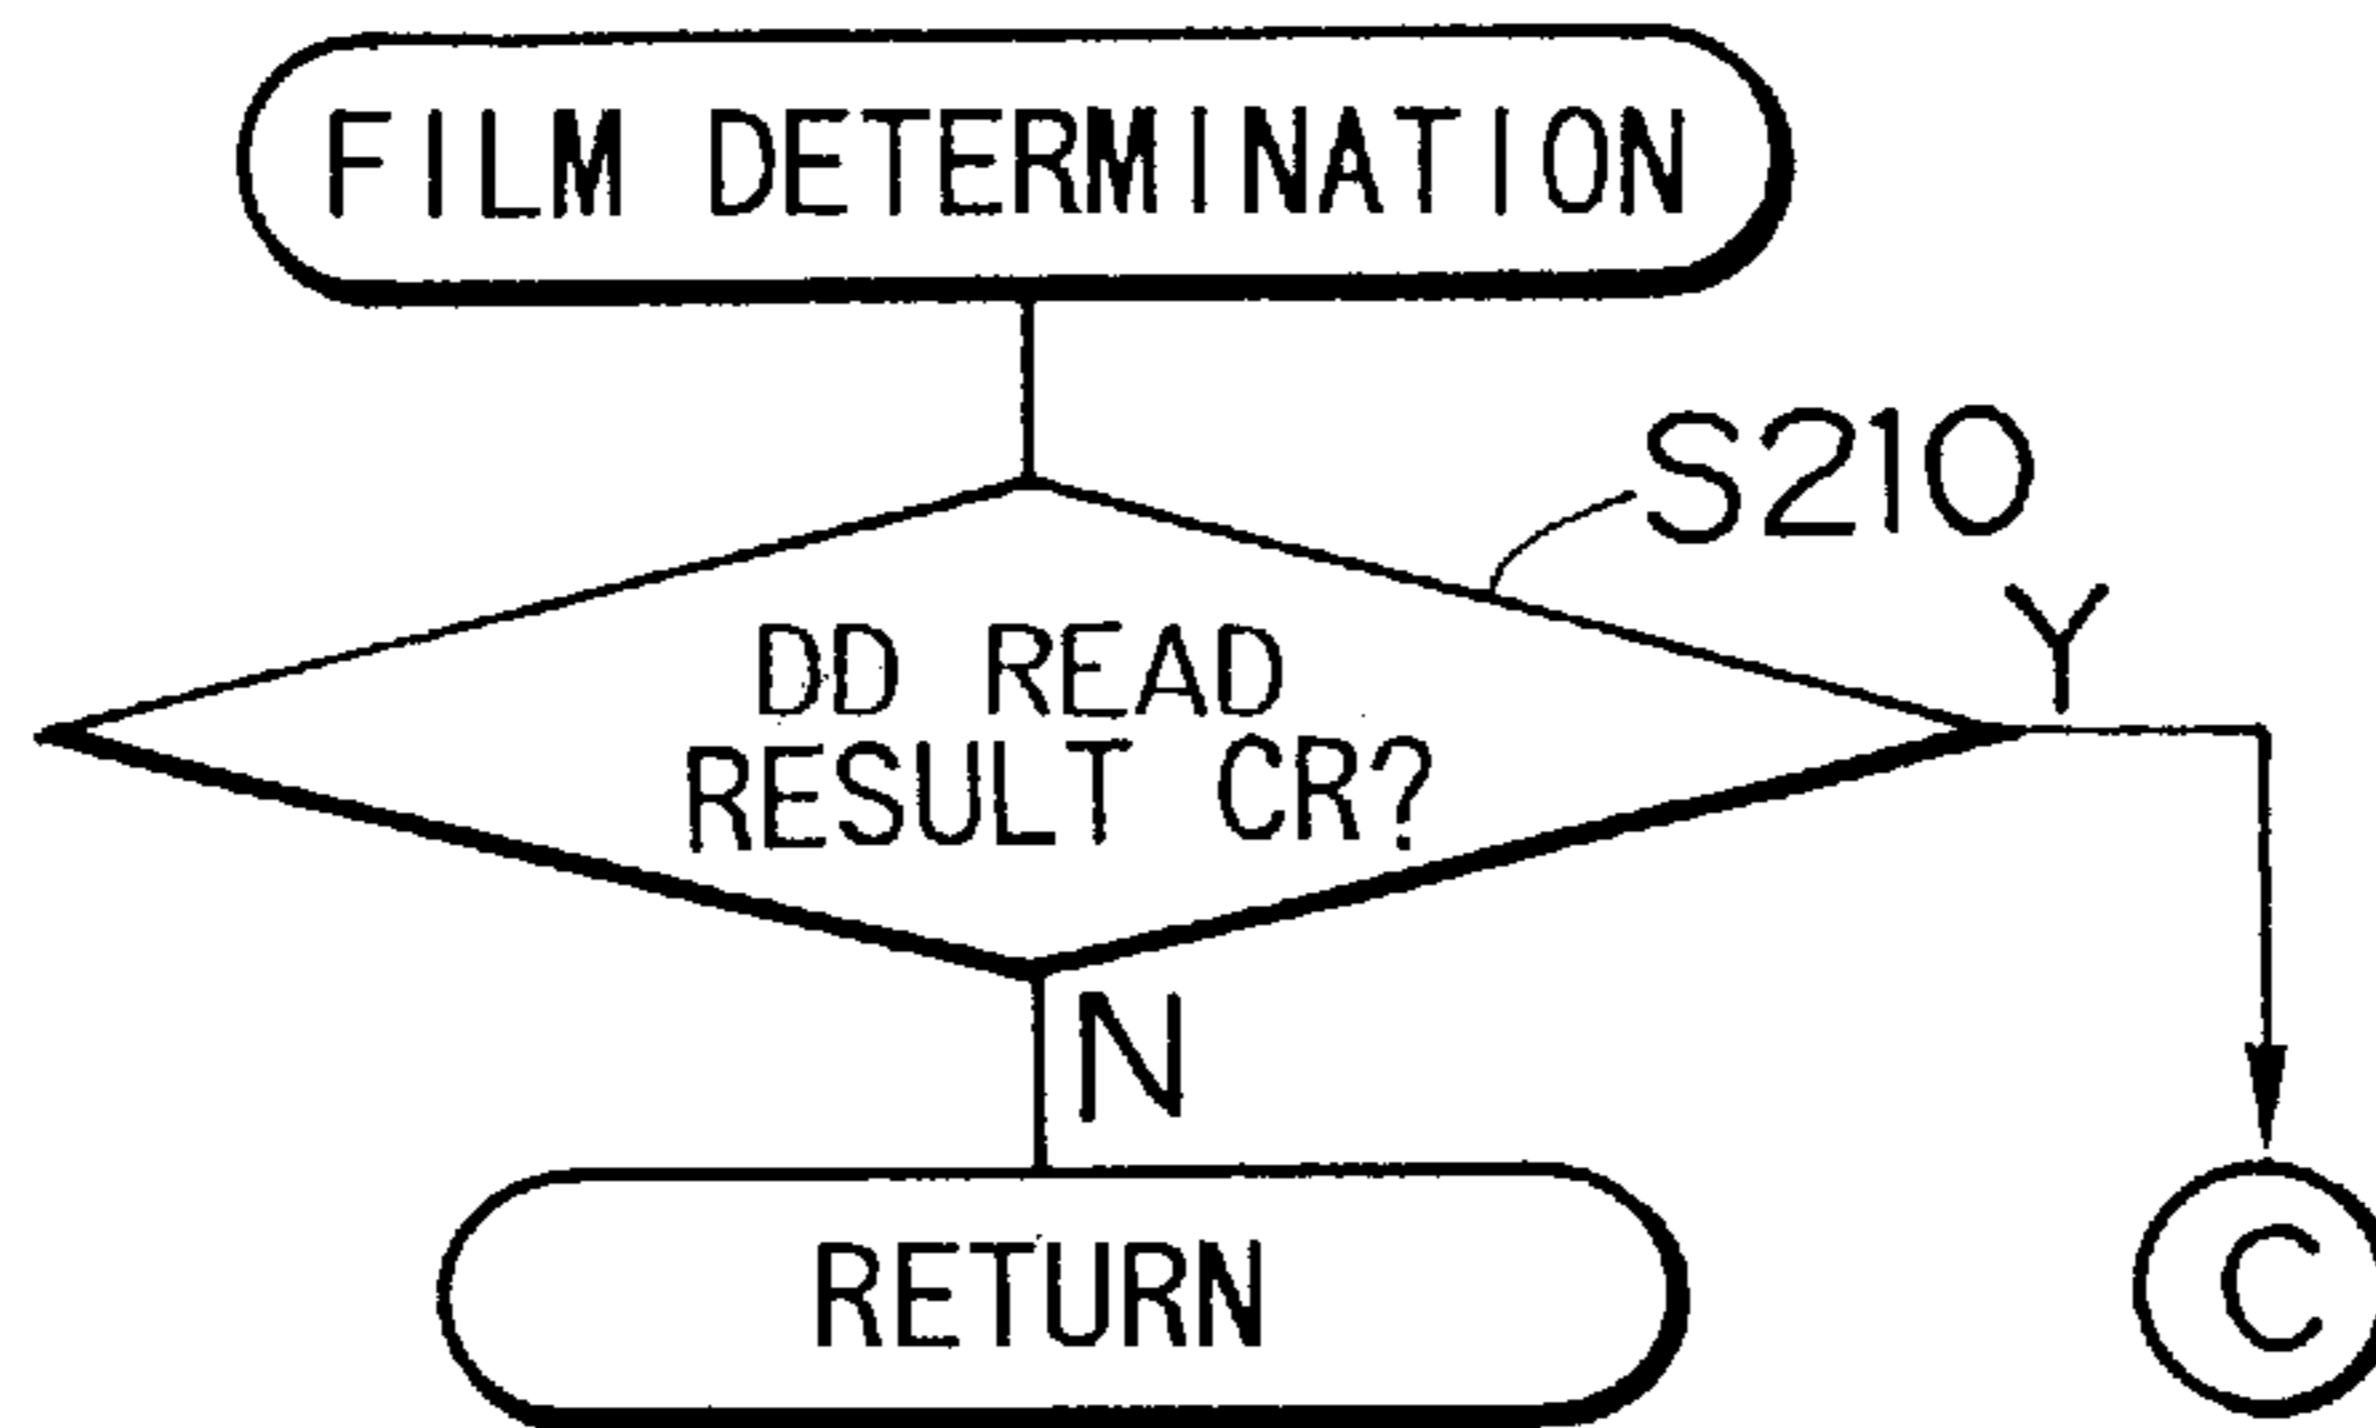 FILM DETERMINATION
S210
Y
DD READ
RESULT CR?
N
RETURN
C